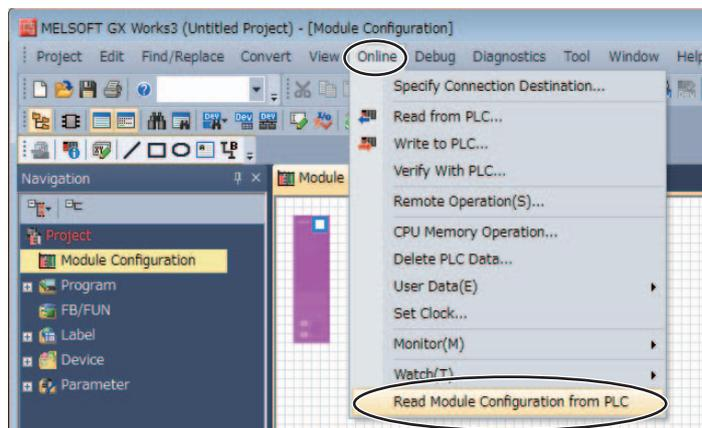 MELSOFT GX Works3 (Untitled Project) - [Module Configuration]
Project Edit Find/Replace Convert View Online Debug Diagnostics Tool Window Help
Specify Connection Destination...
Read from PLC...
Write to PLC...
Verify With PLC...
Remote Operation(S)...
CPU Memory Operation...
Delete PLC Data...
User Data(E)
Set Clock...
Monitor(M)
Watch(T)
Read Module Configuration from PLC
Navigation
Module
Project
Module Configuration
Program
FB/FUN
Label
Device
Parameter